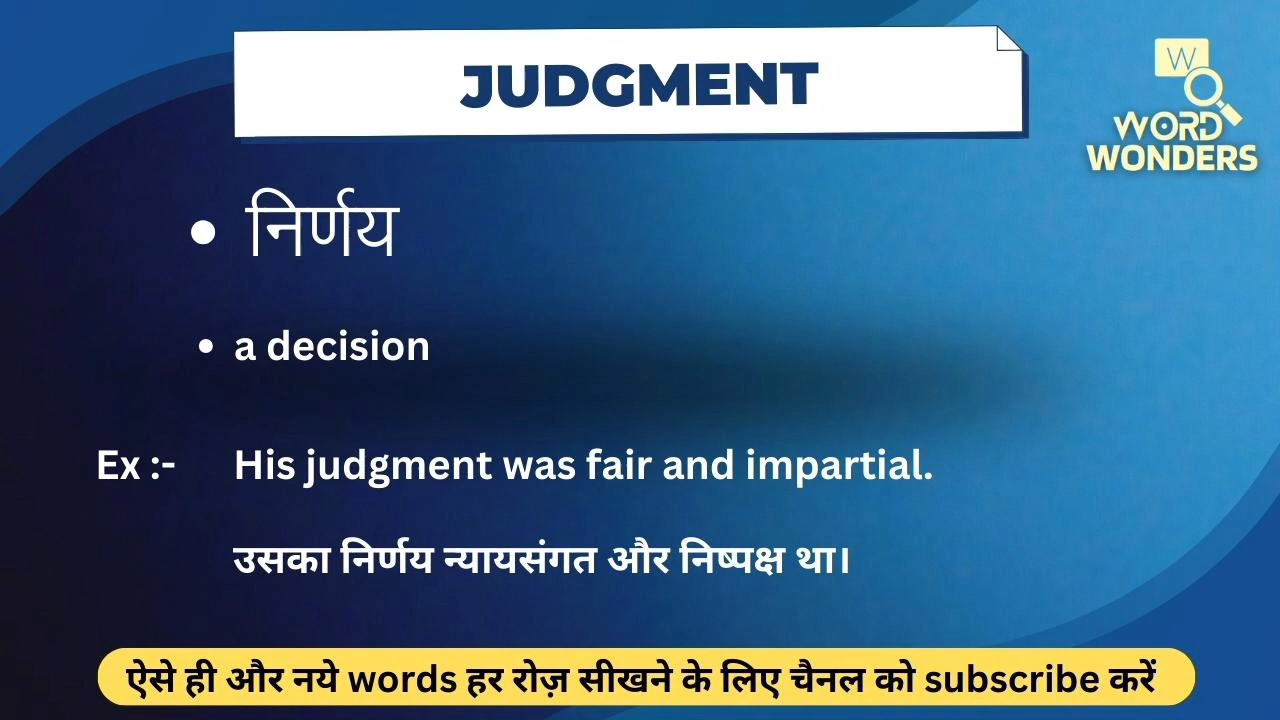 JUDGMENT
W
WORD
WONDERS
• निर्णय
• a decision
Ex :- His judgment was fair and impartial.
उसका निर्णय न्यायसंगत और निष्पक्ष था।
ऐसे ही और नये words हर रोज़ सीखने के लिए चैनल को subscribe करें